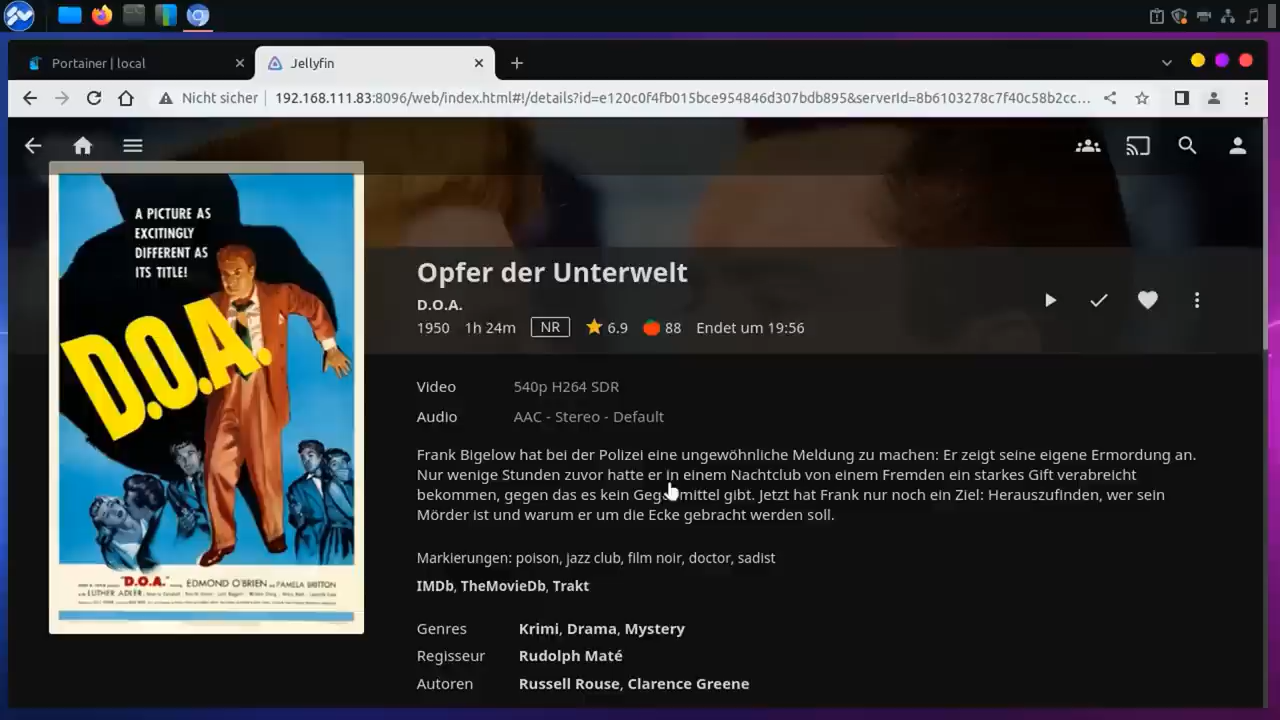 Portainer | local
Jellyfin
Nicht sicher
192.168.111.83:8096/web/index.html#!/details?id=e120c0f4fb015bce954846d307bdb895&serverId=8b6103278c7f40c58b2cc...
A PICTURE AS
EXCITINGLY
DIFFERENT AS
ITS TITLE!
D.O.A.
"D.O.A."
EDMOND O'BRIEN
PAMELA BRITTON
LUTHER ADLER
Opfer der Unterwelt
D.O.A.
1950 1h 24m NR 6.9 88 Endet um 19:56
Video 540p H264 SDR
Audio AAC - Stereo - Default
Frank Bigelow hat bei der Polizei eine ungewöhnliche Meldung zu machen: Er zeigt seine eigene Ermordung an.
Nur wenige Stunden zuvor hatte er in einem Nachtclub von einem Fremden ein starkes Gift verabreicht
bekommen, gegen das es kein Gegenmittel gibt. Jetzt hat Frank nur noch ein Ziel: Herauszufinden, wer sein
Mörder ist und warum er um die Ecke gebracht werden soll.
Markierungen: poison, jazz club, film noir, doctor, sadist
IMDb, TheMovieDb, Trakt
Genres Krimi, Drama, Mystery
Regisseur Rudolph Maté
Autoren Russell Rouse, Clarence Greene